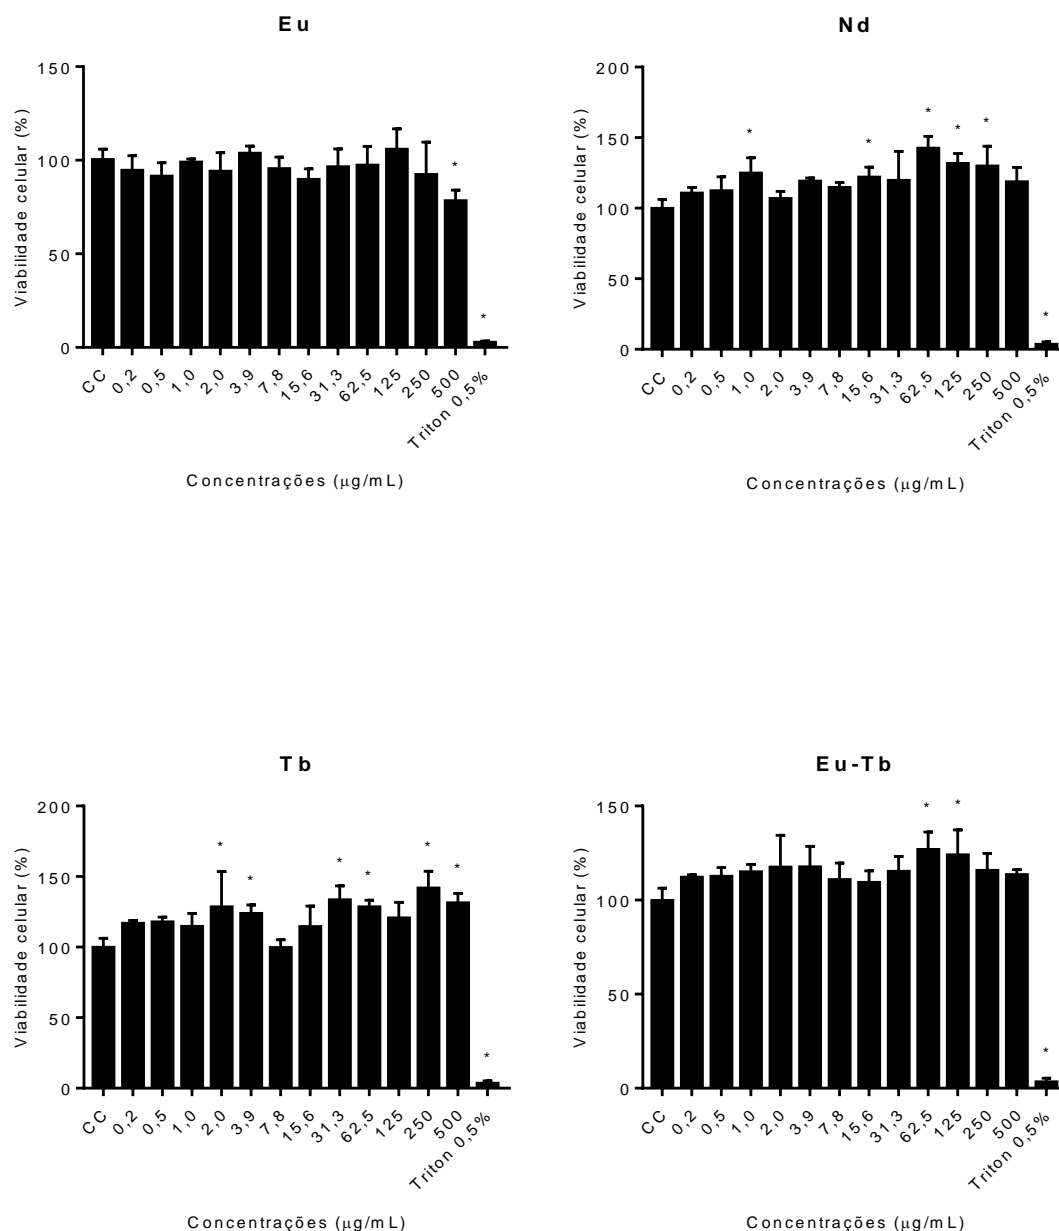 Eu
Viabilidade celular (%)
150
100
50
0
*
*
CC 0,2 0,5 1,0 2,0 3,9 7,8 15,6 31,3 62,5 125 250 500 Triton 0,5%
Concentrações (μg/mL)
Nd
Viabilidade celular (%)
200
150
100
50
0
* * * * *
*
CC 0,2 0,5 1,0 2,0 3,9 7,8 15,6 31,3 62,5 125 250 500 Triton 0,5%
Concentrações (μg/mL)
Tb
Viabilidade celular (%)
200
150
100
50
0
* * * * * *
*
CC 0,2 0,5 1,0 2,0 3,9 7,8 15,6 31,3 62,5 125 250 500 Triton 0,5%
Concentrações (μg/mL)
Eu-Tb
Viabilidade celular (%)
150
100
50
0
* *
*
CC 0,2 0,5 1,0 2,0 3,9 7,8 15,6 31,3 62,5 125 250 500 Triton 0,5%
Concentrações (μg/mL)